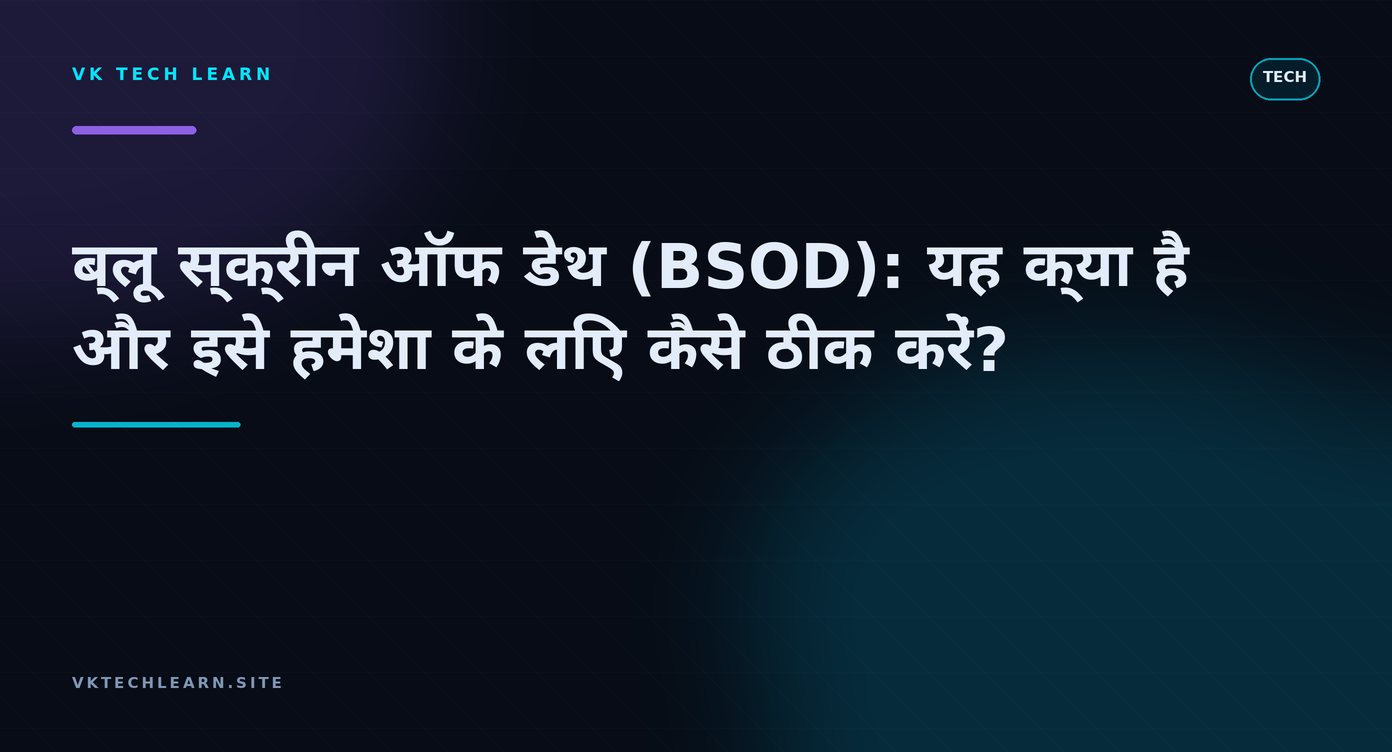 VK TECH LEARN
TECH
ब्लू स्क्रीन ऑफ डेथ (BSOD): यह क्या है
और इसे हमेशा के लिए कैसे ठीक करें?
VKTECHLEARN.SITE